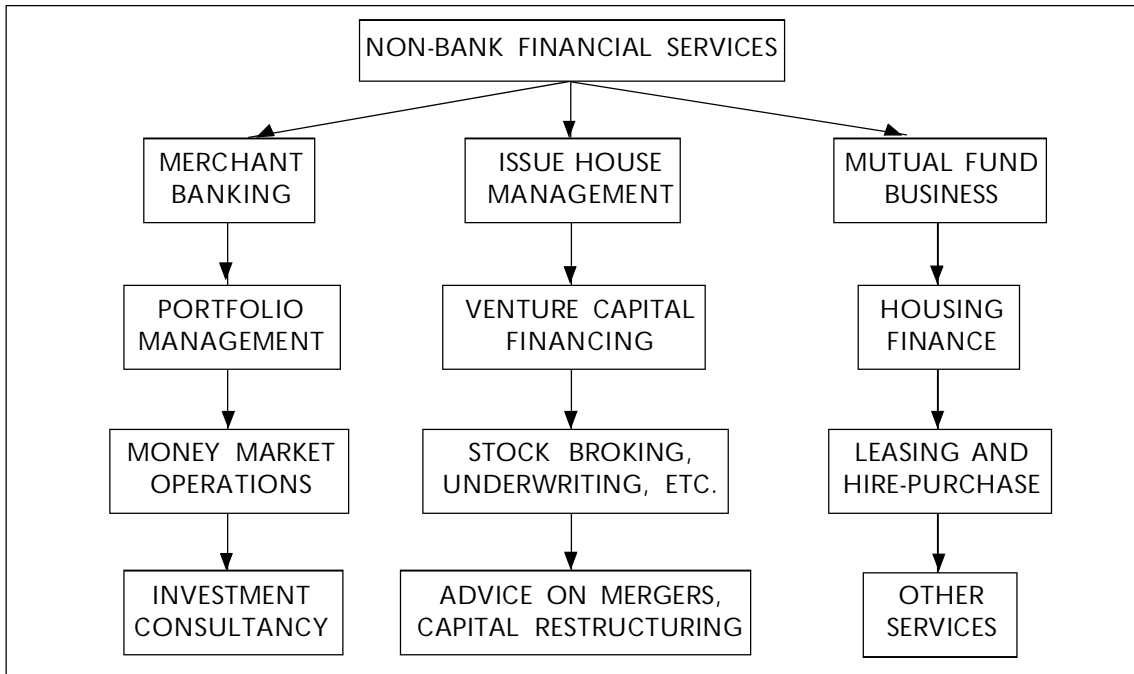 NON-BANK FINANCIAL SERVICES
MERCHANT
BANKING
ISSUE HOUSE
MANAGEMENT
MUTUAL FUND
BUSINESS
PORTFOLIO
MANAGEMENT
VENTURE CAPITAL
FINANCING
HOUSING
FINANCE
MONEY MARKET
OPERATIONS
STOCK BROKING,
UNDERWRITING, ETC.
LEASING AND
HIRE-PURCHASE
INVESTMENT
CONSULTANCY
ADVICE ON MERGERS,
CAPITAL RESTRUCTURING
OTHER
SERVICES